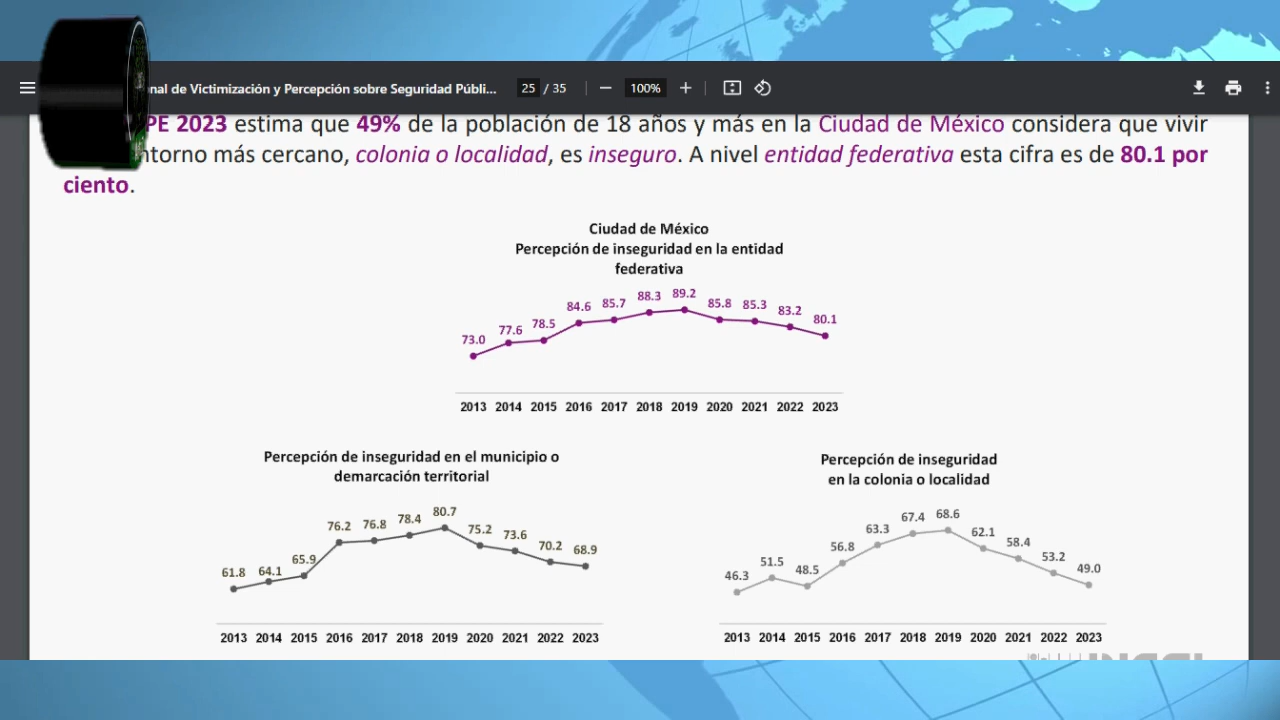 nal de Victimización y Percepción sobre Seguridad Públi... 25 / 35 100%
PE 2023 estima que 49% de la población de 18 años y más en la Ciudad de México considera que vivir
ntorno más cercano, colonia o localidad, es inseguro. A nivel entidad federativa esta cifra es de 80.1 por
ciento.
Ciudad de México
Percepción de inseguridad en la entidad
federativa
73.0 77.6 78.5 84.6 85.7 88.3 89.2 85.8 85.3 83.2 80.1
2013 2014 2015 2016 2017 2018 2019 2020 2021 2022 2023
Percepción de inseguridad en el municipio o
demarcación territorial
61.8 64.1 65.9 76.2 76.8 78.4 80.7 75.2 73.6 70.2 68.9
2013 2014 2015 2016 2017 2018 2019 2020 2021 2022 2023
Percepción de inseguridad
en la colonia o localidad
46.3 51.5 48.5 56.8 63.3 67.4 68.6 62.1 58.4 53.2 49.0
2013 2014 2015 2016 2017 2018 2019 2020 2021 2022 2023